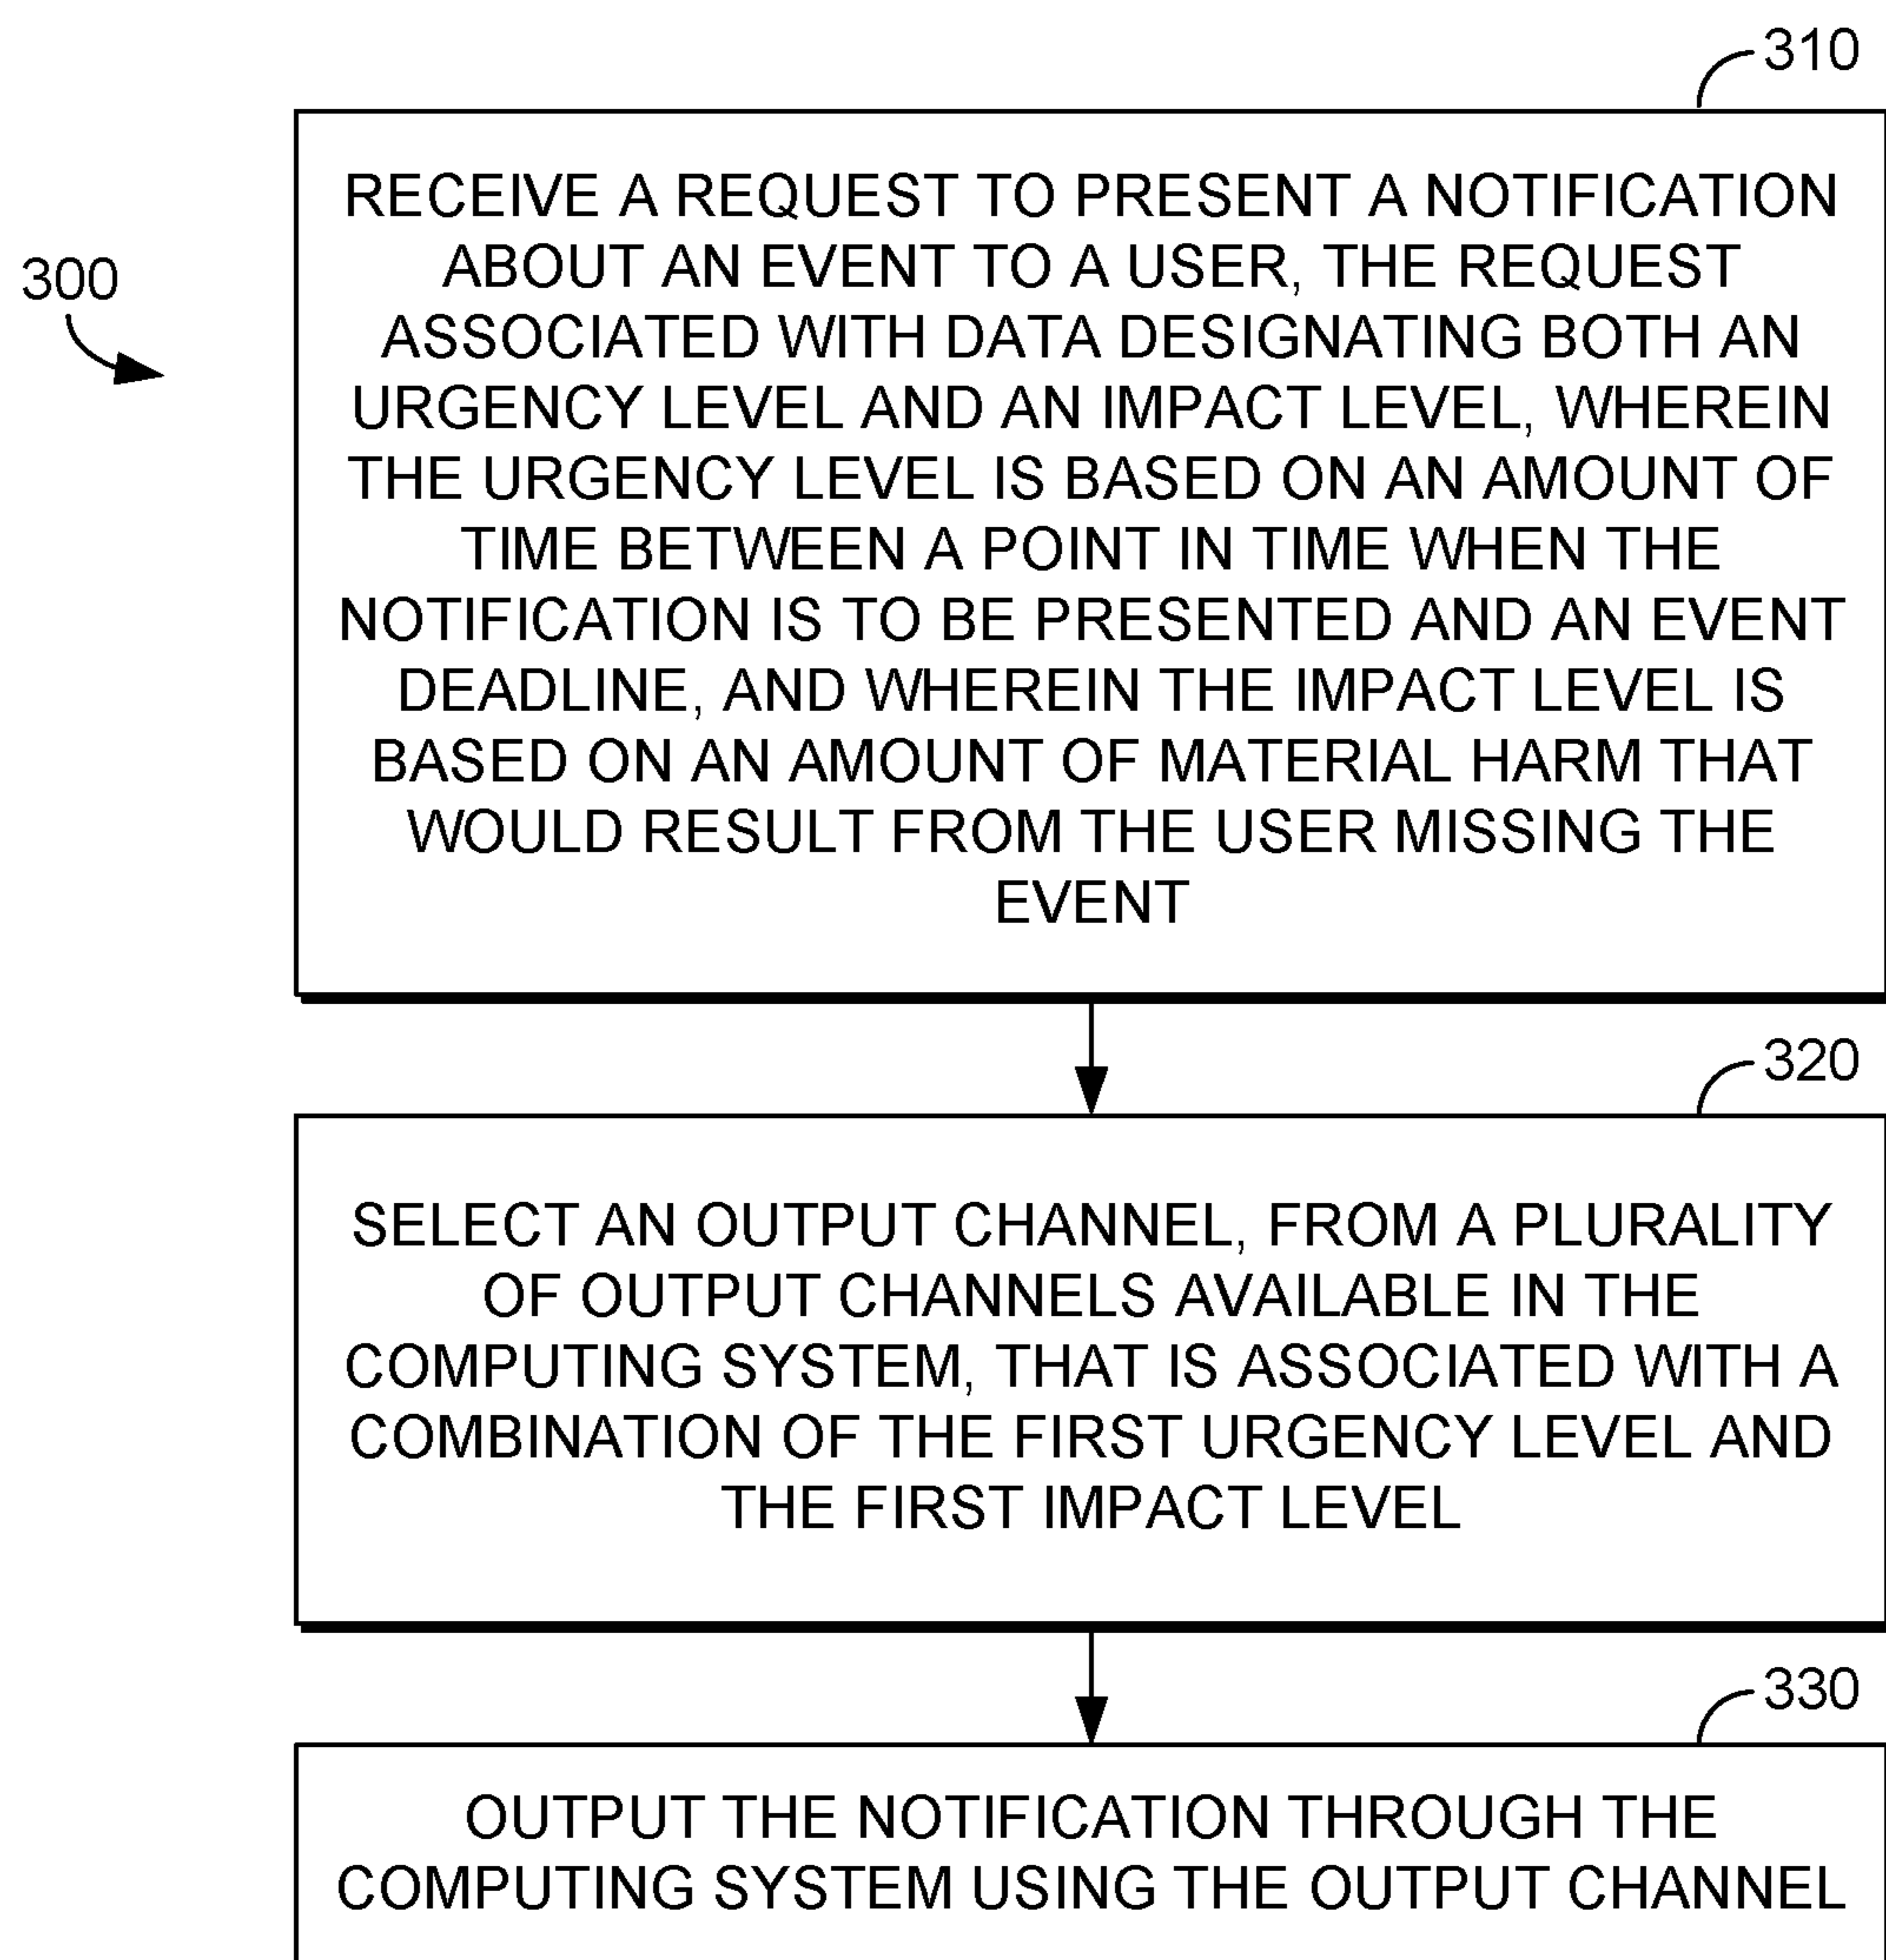 310
300
RECEIVE A REQUEST TO PRESENT A NOTIFICATION
ABOUT AN EVENT TO A USER, THE REQUEST
ASSOCIATED WITH DATA DESIGNATING BOTH AN
URGENCY LEVEL AND AN IMPACT LEVEL, WHEREIN
THE URGENCY LEVEL IS BASED ON AN AMOUNT OF
TIME BETWEEN A POINT IN TIME WHEN THE
NOTIFICATION IS TO BE PRESENTED AND AN EVENT
DEADLINE, AND WHEREIN THE IMPACT LEVEL IS
BASED ON AN AMOUNT OF MATERIAL HARM THAT
WOULD RESULT FROM THE USER MISSING THE
EVENT
320
SELECT AN OUTPUT CHANNEL, FROM A PLURALITY
OF OUTPUT CHANNELS AVAILABLE IN THE
COMPUTING SYSTEM, THAT IS ASSOCIATED WITH A
COMBINATION OF THE FIRST URGENCY LEVEL AND
THE FIRST IMPACT LEVEL
330
OUTPUT THE NOTIFICATION THROUGH THE
COMPUTING SYSTEM USING THE OUTPUT CHANNEL